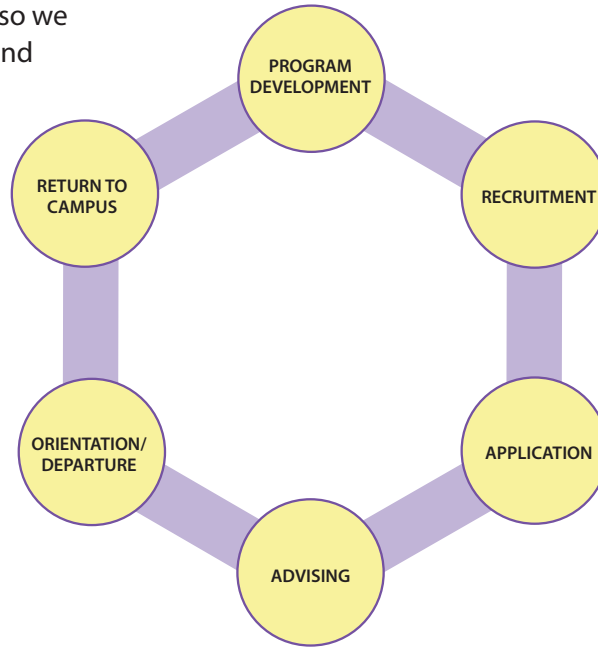 so we
nd
PROGRAM
DEVELOPMENT
RETURN TO
CAMPUS
RECRUITMENT
ORIENTATION/
DEPARTURE
APPLICATION
ADVISING